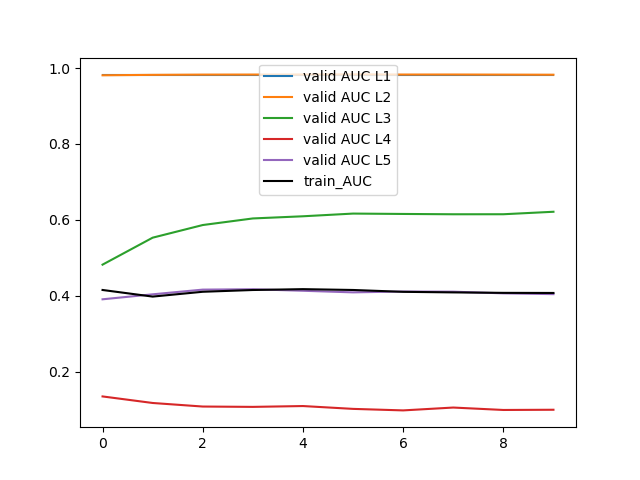 1.0
0.8
0.6
0.4
0.2
valid AUC L1
valid AUC L2
valid AUC L3
valid AUC L4
valid AUC L5
train_AUC
0 2 4 6 8